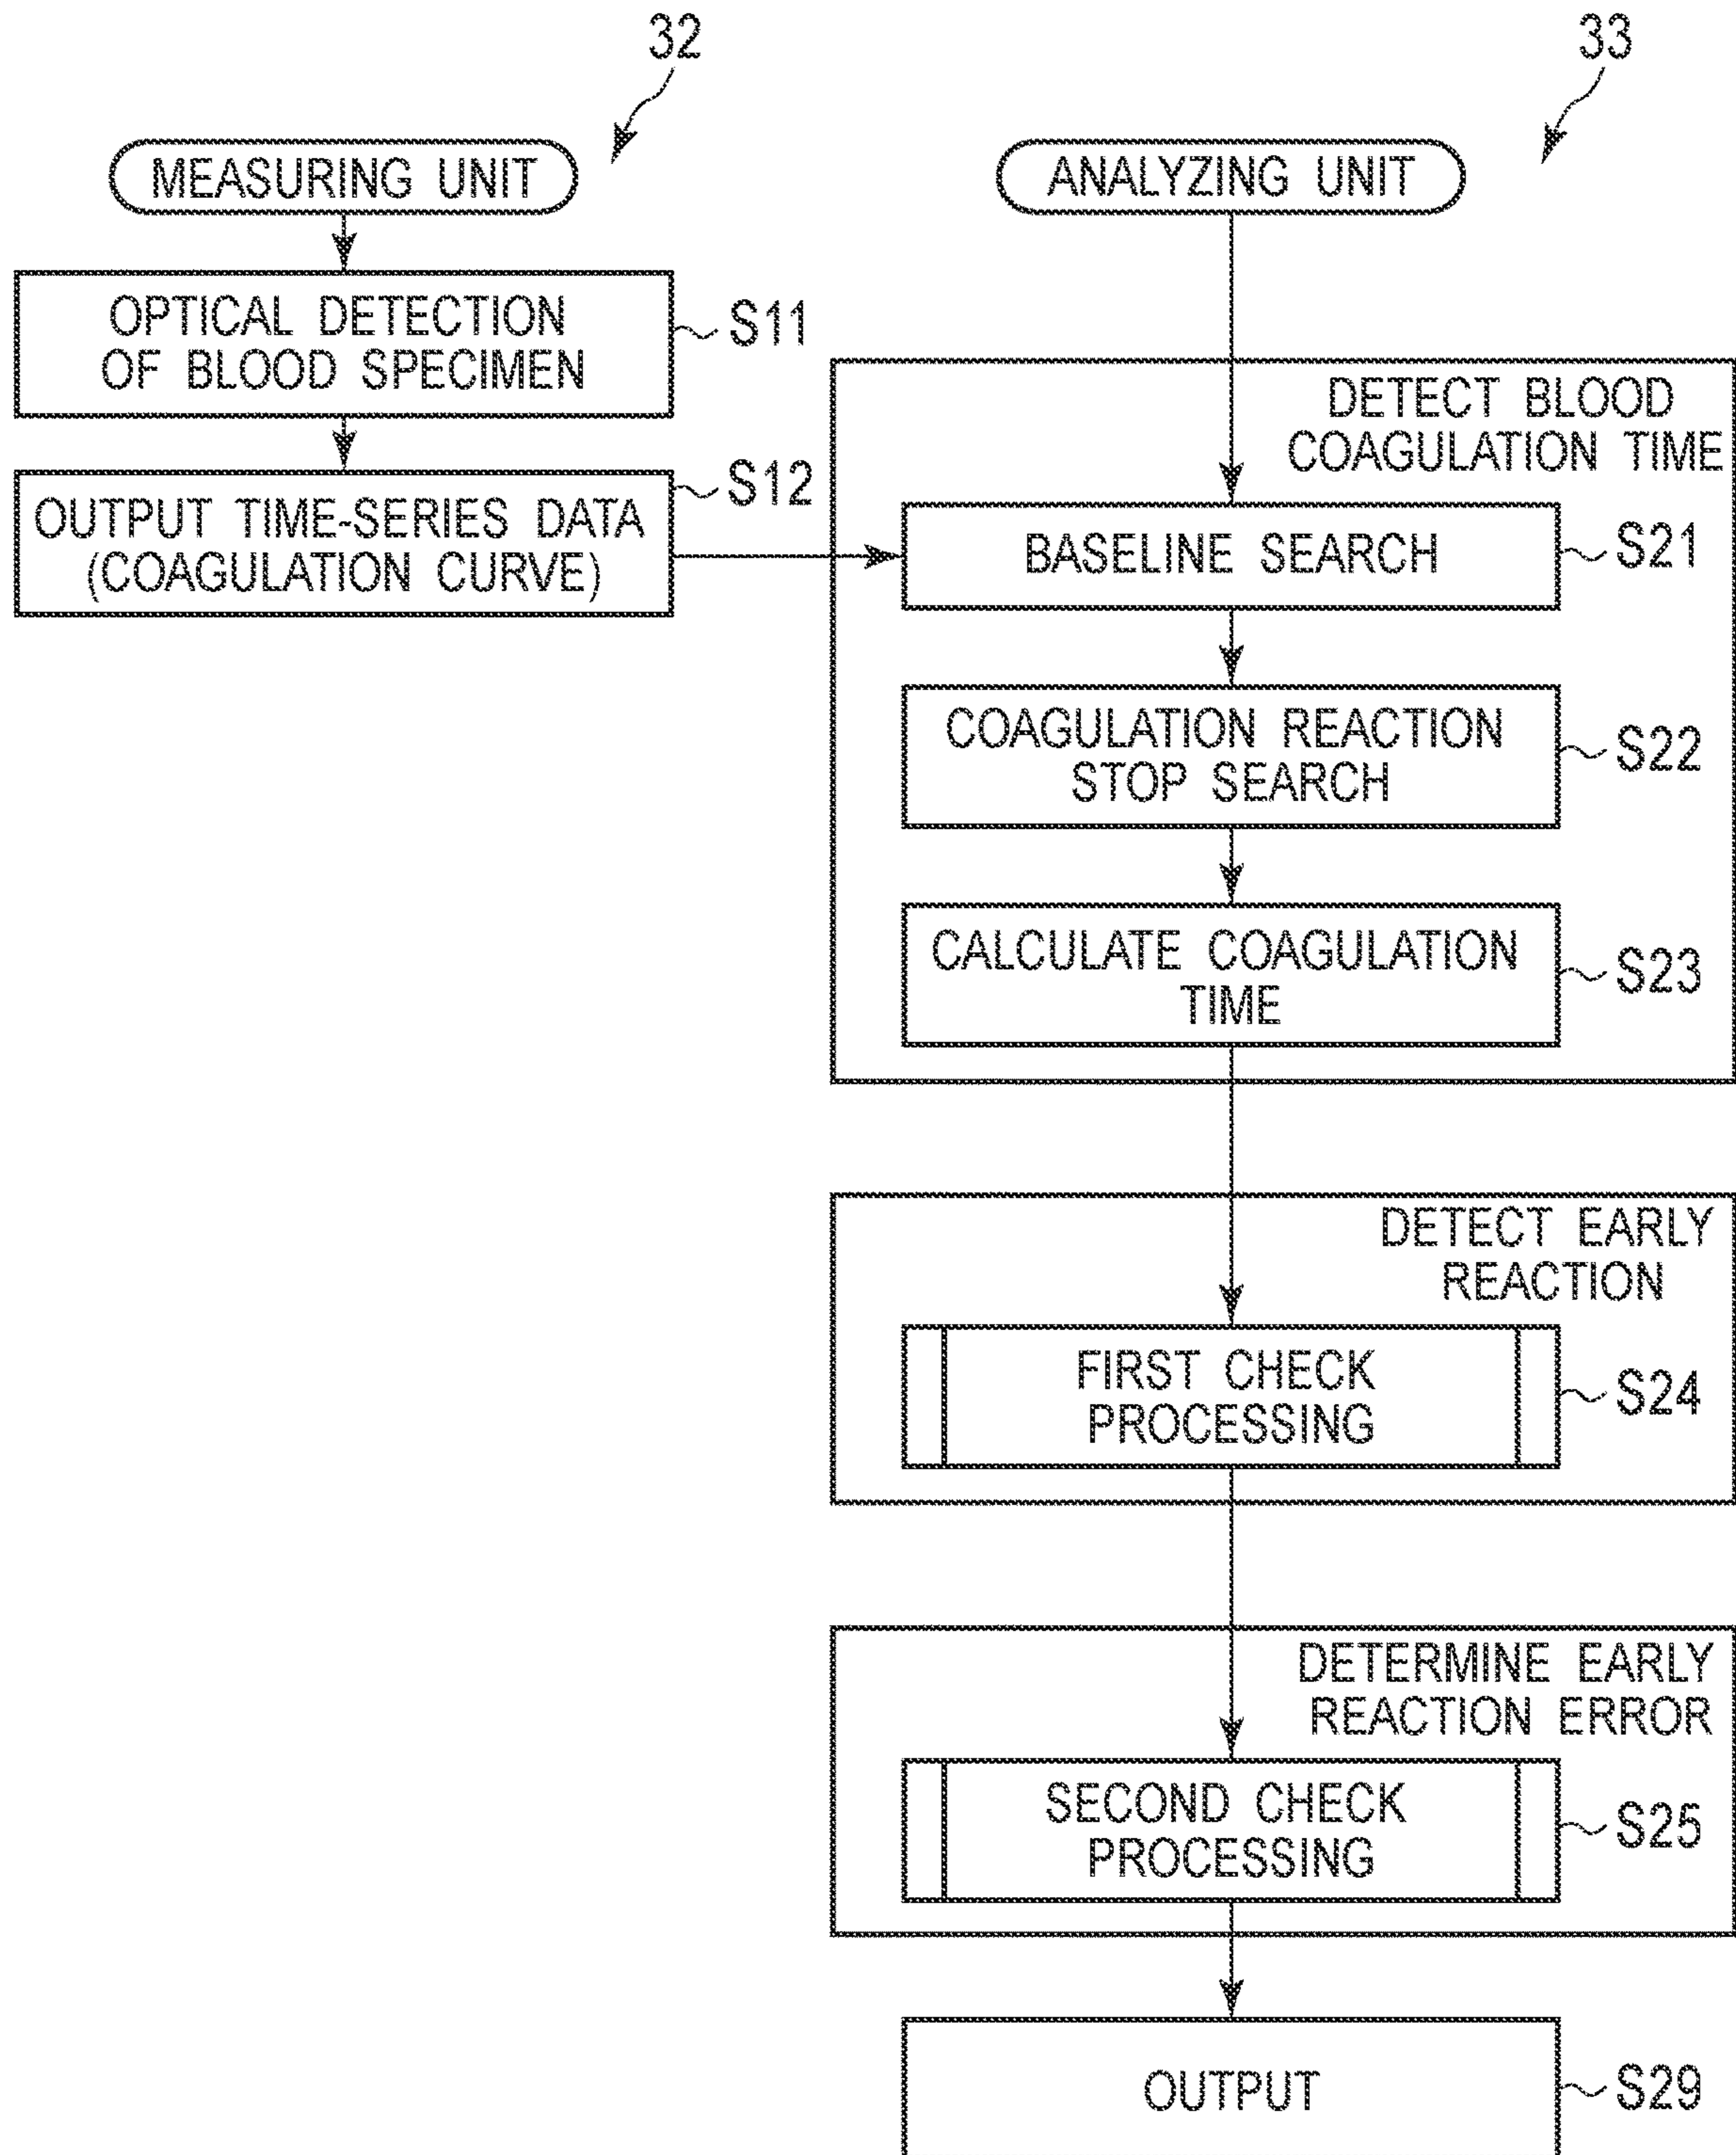 32
MEASURING UNIT
OPTICAL DETECTION
OF BLOOD SPECIMEN
S11
OUTPUT TIME-SERIES DATA
(COAGULATION CURVE)
S12
33
ANALYZING UNIT
DETECT BLOOD
COAGULATION TIME
BASELINE SEARCH
S21
COAGULATION REACTION
STOP SEARCH
S22
CALCULATE COAGULATION
TIME
S23
DETECT EARLY
REACTION
FIRST CHECK
PROCESSING
S24
DETERMINE EARLY
REACTION ERROR
SECOND CHECK
PROCESSING
S25
OUTPUT
S29